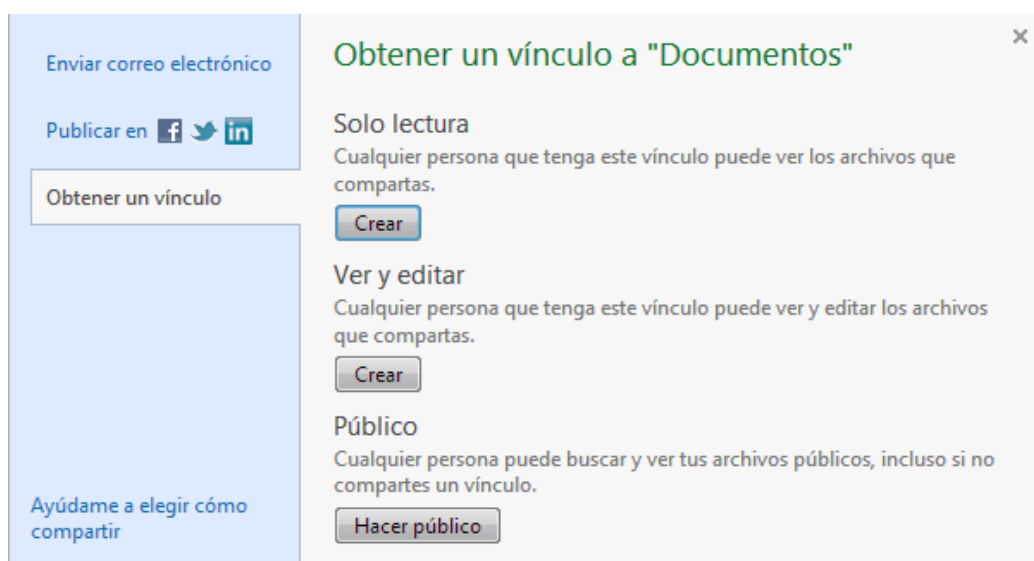 Enviar correo electrónico
Publicar en
Obtener un vínculo
Ayúdame a elegir cómo
compartir
Obtener un vínculo a "Documentos"
Solo lectura
Cualquier persona que tenga este vínculo puede ver los archivos que
compartas.
Crear
Ver y editar
Cualquier persona que tenga este vínculo puede ver y editar los archivos
que compartas.
Crear
Público
Cualquier persona puede buscar y ver tus archivos públicos, incluso si no
compartes un vínculo.
Hacer público